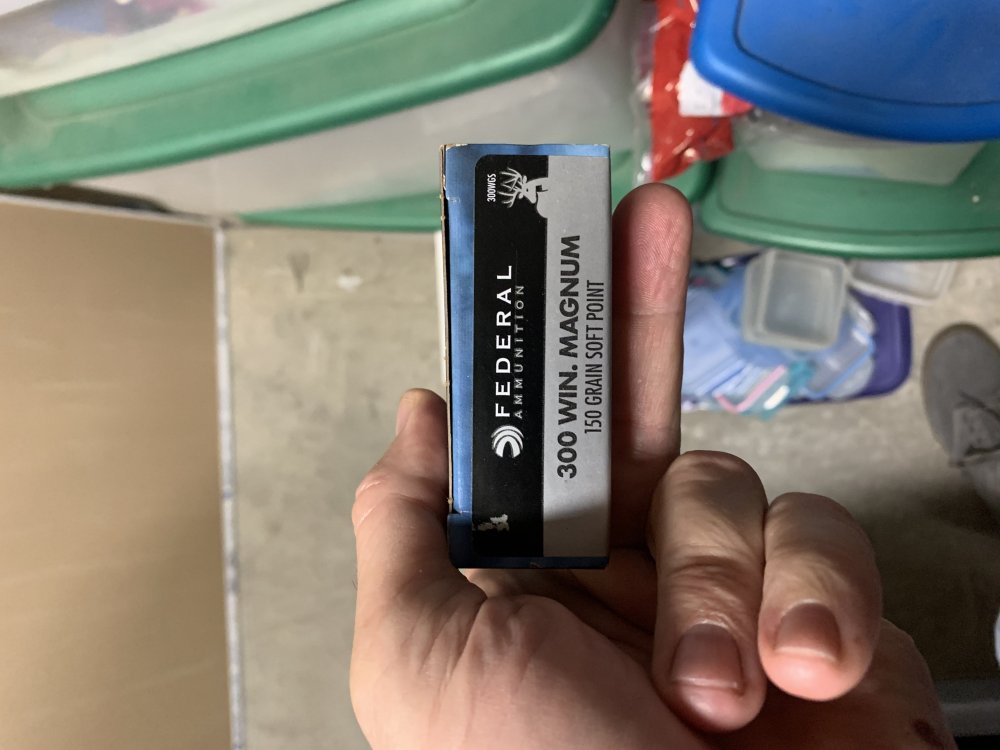 300WGS
FEDERAL
AMMUNITION
300 WIN. MAGNUM
150 GRAIN SOFT POINT